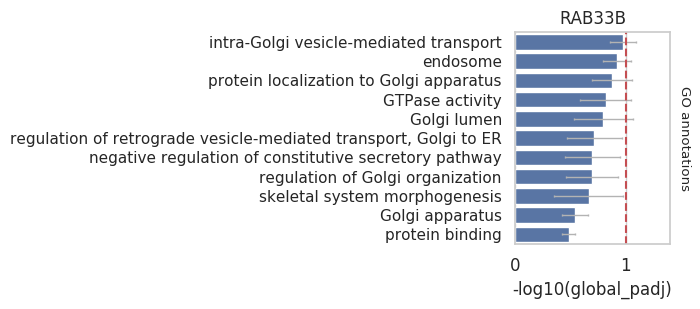 RAB33B
intra-Golgi vesicle-mediated transport
endosome
protein localization to Golgi apparatus
GTPase activity
Golgi lumen
regulation of retrograde vesicle-mediated transport, Golgi to ER
negative regulation of constitutive secretory pathway
regulation of Golgi organization
skeletal system morphogenesis
Golgi apparatus
protein binding
GO annotations
0 1
-log10(global_padj)